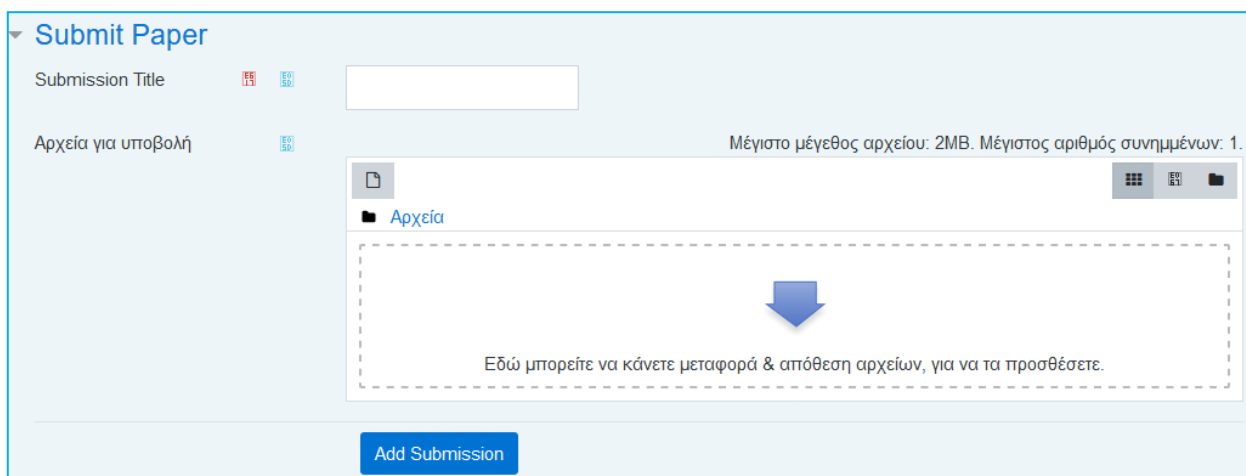 Submit Paper
Submission Title
Αρχεία για υποβολή
Μέγιστο μέγεθος αρχείου: 2MB. Μέγιστος αριθμός συνημμένων: 1.
Αρχεία
Εδώ μπορείτε να κάνετε μεταφορά & απόθεση αρχείων, για να τα προσθέσετε.
Add Submission